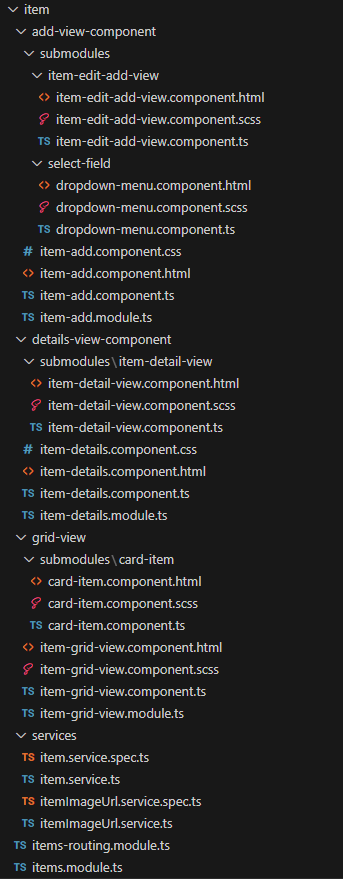 item
add-view-component
submodules
item-edit-add-view
<> item-edit-add-view.component.html
item-edit-add-view.component.scss
TS item-edit-add-view.component.ts
select-field
<> dropdown-menu.component.html
dropdown-menu.component.scss
TS dropdown-menu.component.ts
# item-add.component.css
<> item-add.component.html
TS item-add.component.ts
TS item-add.module.ts
details-view-component
submodules\item-detail-view
<> item-detail-view.component.html
item-detail-view.component.scss
TS item-detail-view.component.ts
# item-details.component.css
<> item-details.component.html
TS item-details.component.ts
TS item-details.module.ts
grid-view
submodules\card-item
<> card-item.component.html
card-item.component.scss
TS card-item.component.ts
<> item-grid-view.component.html
item-grid-view.component.scss
TS item-grid-view.component.ts
TS item-grid-view.module.ts
services
TS item.service.spec.ts
TS item.service.ts
TS itemImageUrl.service.spec.ts
TS itemImageUrl.service.ts
TS items-routing.module.ts
TS items.module.ts